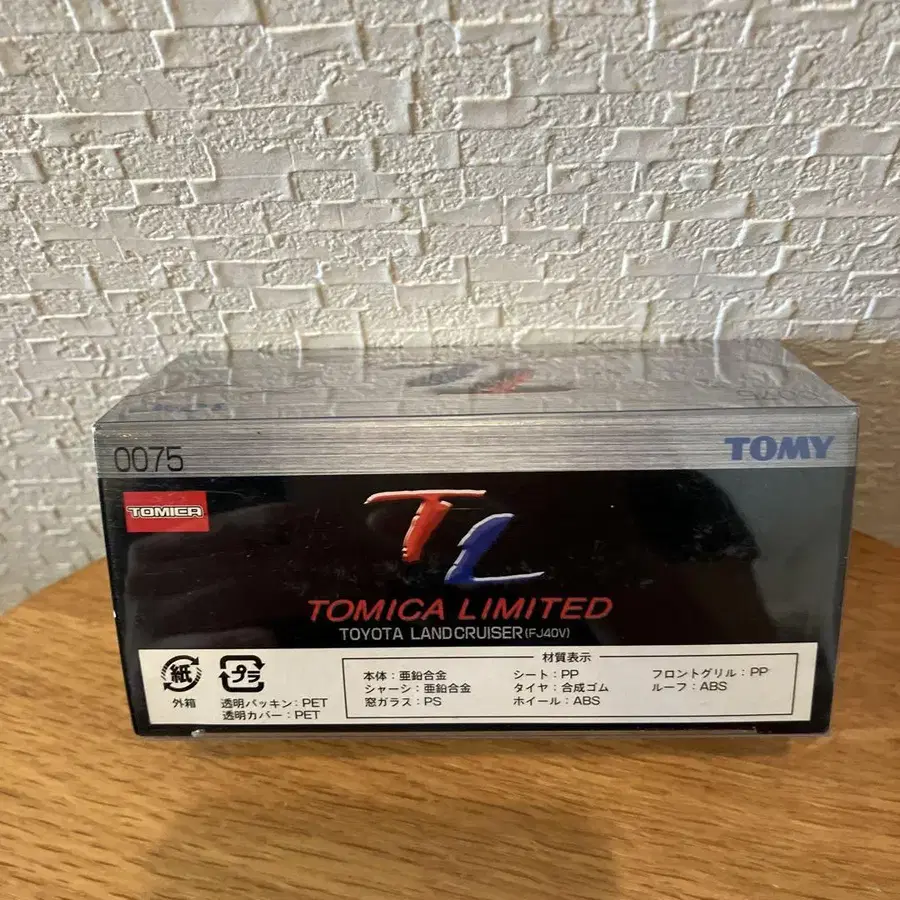 0075
TOMY
TOMICA
TL
TOMICA LIMITED
TOYOTA LANDCRUISER(FJ40V)
紙
外箱
プラ
透明パッキン:PET
透明カバー:PET
材質表示
本体:亜鉛合金
シャーシ:亜鉛合金
窓ガラス:PS
シート:PP
タイヤ:合成ゴム
ホイール:ABS
フロントグリル:PP
ルーフ:ABS